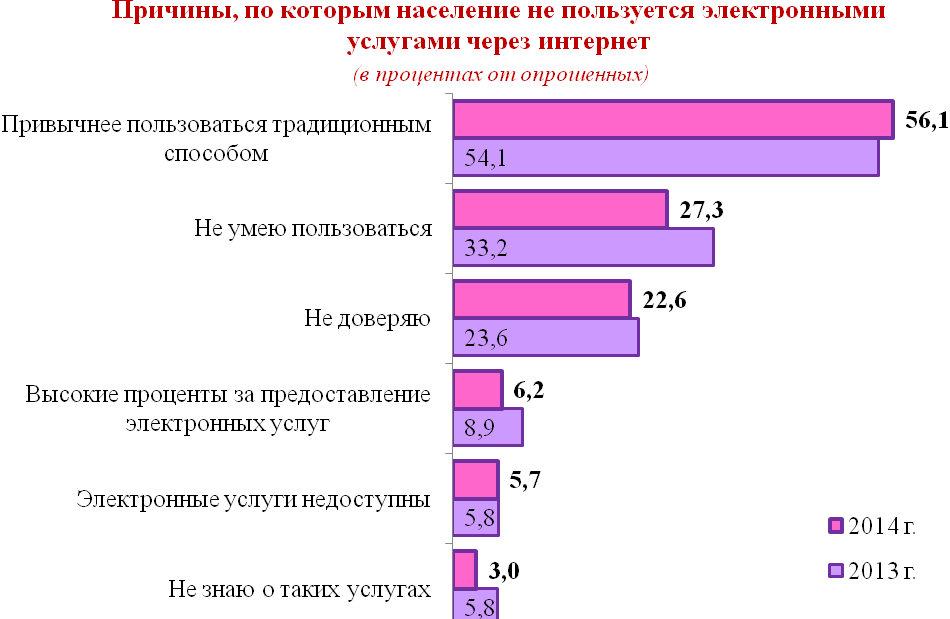 Причины, по которым население не пользуется электронными
услугами через интернет
(в процентах от опрошенных)
Привычнее пользоваться традиционным
способом
56,1
54,1
Не умею пользоваться
27,3
33,2
Не доверяю
22,6
23,6
Высокие проценты за предоставление
электронных услуг
6,2
8,9
Электронные услуги недоступны
5,7
5,8
Не знаю о таких услугах
3,0
5,8
2014 г.
2013 г.